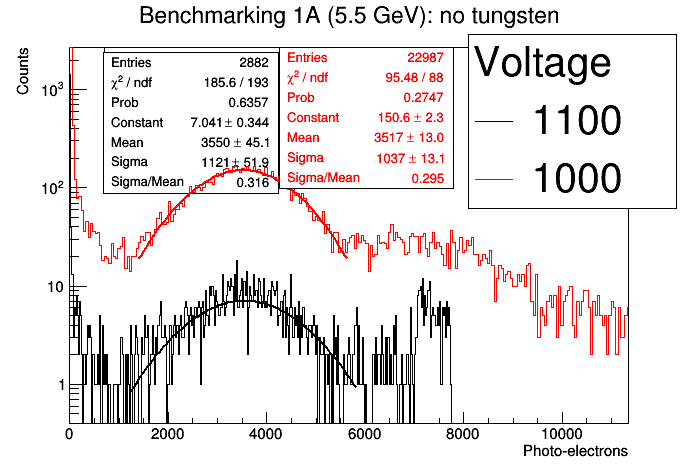 Benchmarking 1A (5.5 GeV): no tungsten
Counts
Entries 2882
χ² / ndf 185.6 / 193
Prob 0.6357
Constant 7.041 ± 0.344
Mean 3550 ± 45.1
Sigma 1121 ± 51.9
Sigma/Mean 0.316
Entries 22987
χ² / ndf 95.48 / 88
Prob 0.2747
Constant 150.6 ± 2.3
Mean 3517 ± 13.0
Sigma 1037 ± 13.1
Sigma/Mean 0.295
Voltage
1100
1000
10³
10²
10
1
0 2000 4000 6000 8000 10000
Photo-electrons